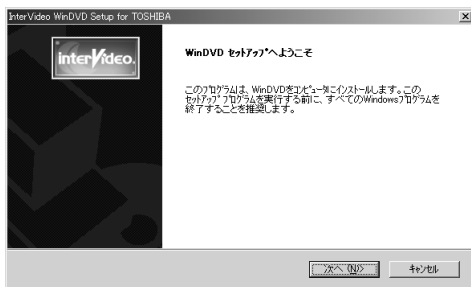 InterVideo WinDVD Setup for TOSHIBA
InterVideo.
WinDVD ｾｯﾄｱｯﾌﾟへようこそ
このﾌﾟﾛｸﾞﾗﾑは、WinDVDをｺﾝﾋﾟｭｰﾀにｲﾝｽﾄｰﾙします。この
ｾｯﾄｱｯﾌﾟ ﾌﾟﾛｸﾞﾗﾑを実行する前に、すべてのWindowsﾌﾟﾛｸﾞﾗﾑを
終了することを推奨します。
次へ (N)>
ｷｬﾝｾﾙ